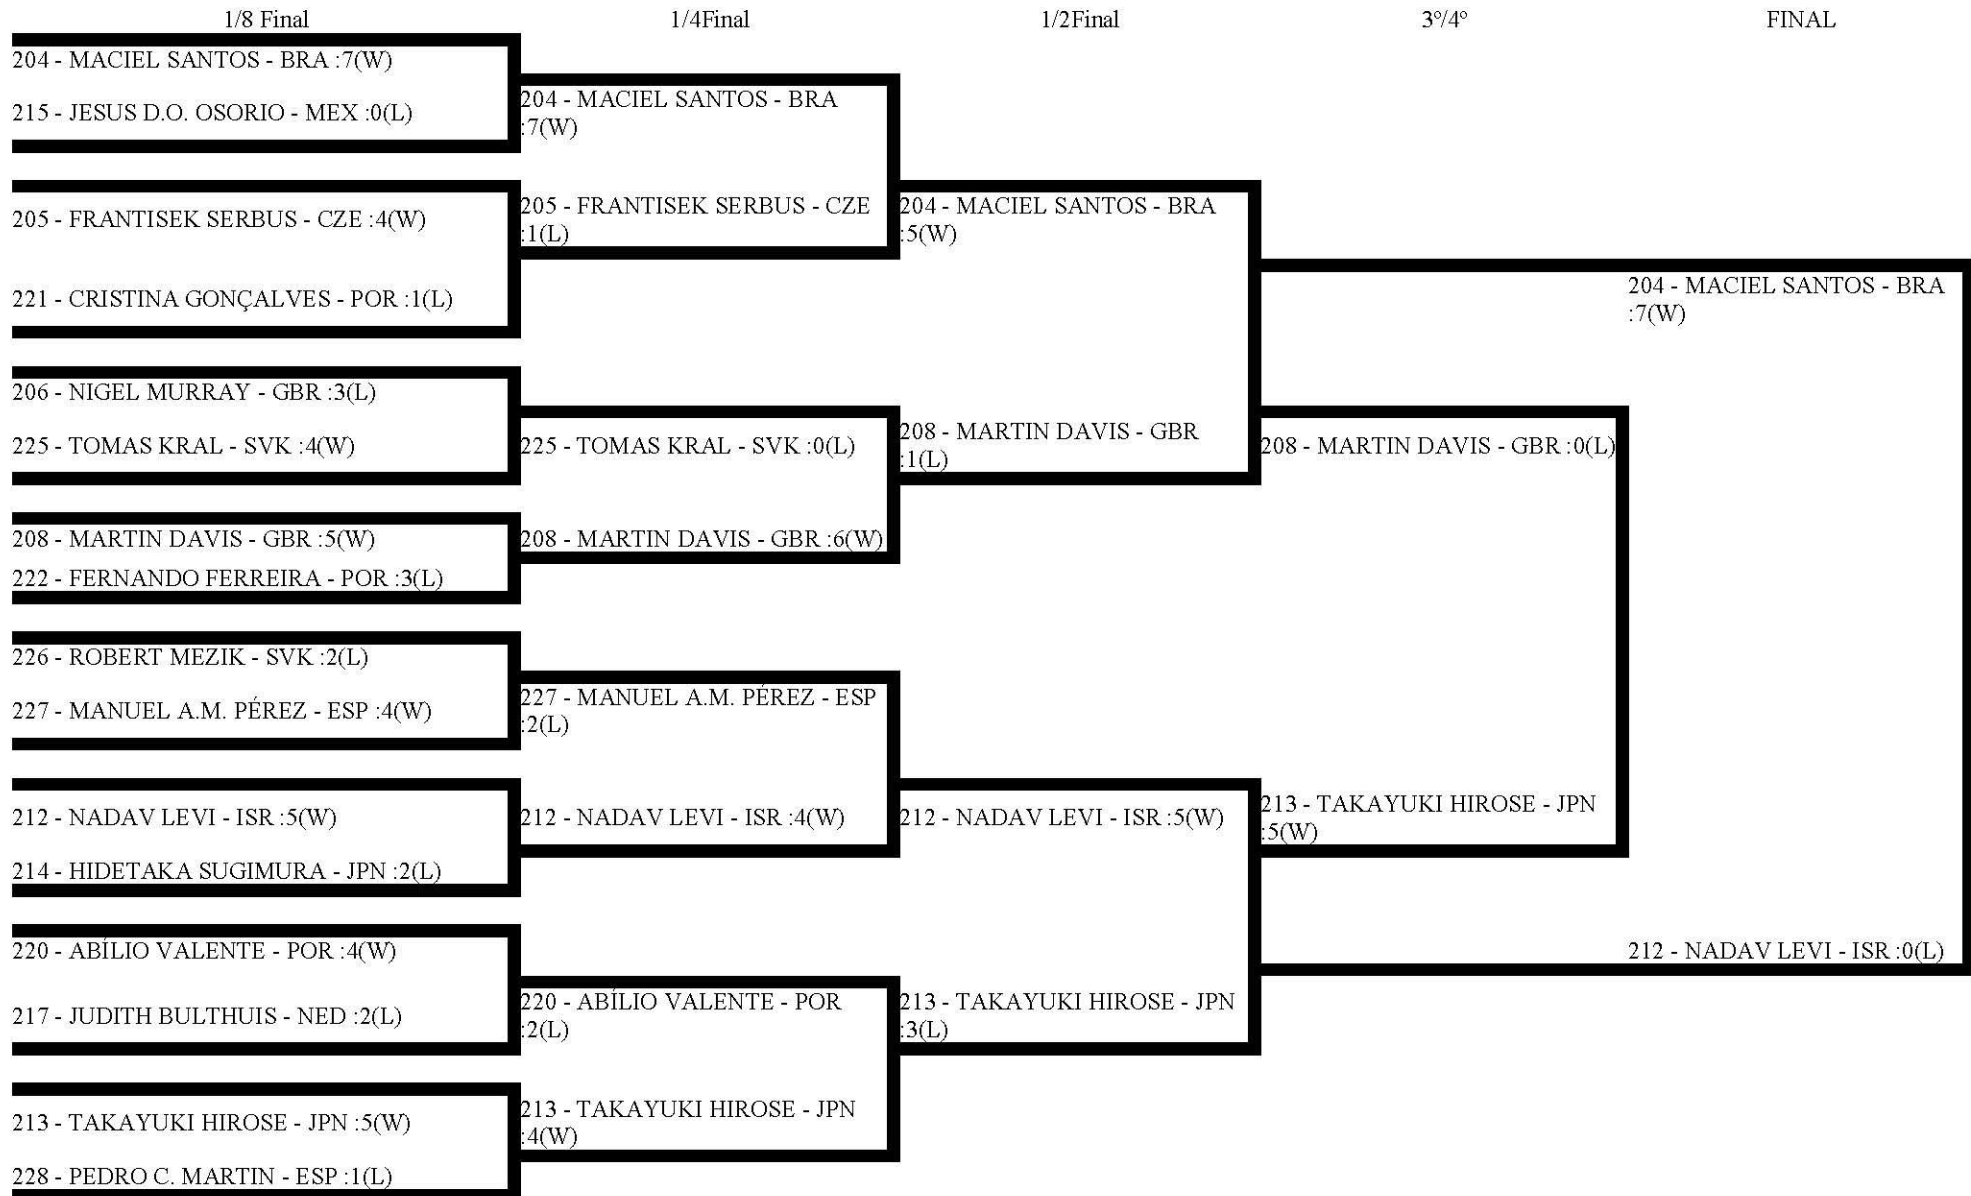 1/8 Final
1/4Final
1/2Final
3º/4º
FINAL
204 - MACIEL SANTOS - BRA :7(W)
215 - JESUS D.O. OSORIO - MEX :0(L)
205 - FRANTISEK SERBUS - CZE :4(W)
221 - CRISTINA GONÇALVES - POR :1(L)
206 - NIGEL MURRAY - GBR :3(L)
225 - TOMAS KRAL - SVK :4(W)
208 - MARTIN DAVIS - GBR :5(W)
222 - FERNANDO FERREIRA - POR :3(L)
226 - ROBERT MEZIK - SVK :2(L)
227 - MANUEL A.M. PÉREZ - ESP :4(W)
212 - NADAV LEVI - ISR :5(W)
214 - HIDETAKA SUGIMURA - JPN :2(L)
220 - ABÍLIO VALENTE - POR :4(W)
217 - JUDITH BULTHUIS - NED :2(L)
213 - TAKAYUKI HIROSE - JPN :5(W)
228 - PEDRO C. MARTIN - ESP :1(L)
204 - MACIEL SANTOS - BRA
:7(W)
205 - FRANTISEK SERBUS - CZE
:1(L)
225 - TOMAS KRAL - SVK :0(L)
208 - MARTIN DAVIS - GBR :6(W)
227 - MANUEL A.M. PÉREZ - ESP
:2(L)
212 - NADAV LEVI - ISR :4(W)
220 - ABÍLIO VALENTE - POR
:2(L)
213 - TAKAYUKI HIROSE - JPN
:4(W)
204 - MACIEL SANTOS - BRA
:5(W)
208 - MARTIN DAVIS - GBR
:1(L)
212 - NADAV LEVI - ISR :5(W)
213 - TAKAYUKI HIROSE - JPN
:3(L)
208 - MARTIN DAVIS - GBR :0(L)
213 - TAKAYUKI HIROSE - JPN
:5(W)
204 - MACIEL SANTOS - BRA
:7(W)
212 - NADAV LEVI - ISR :0(L)